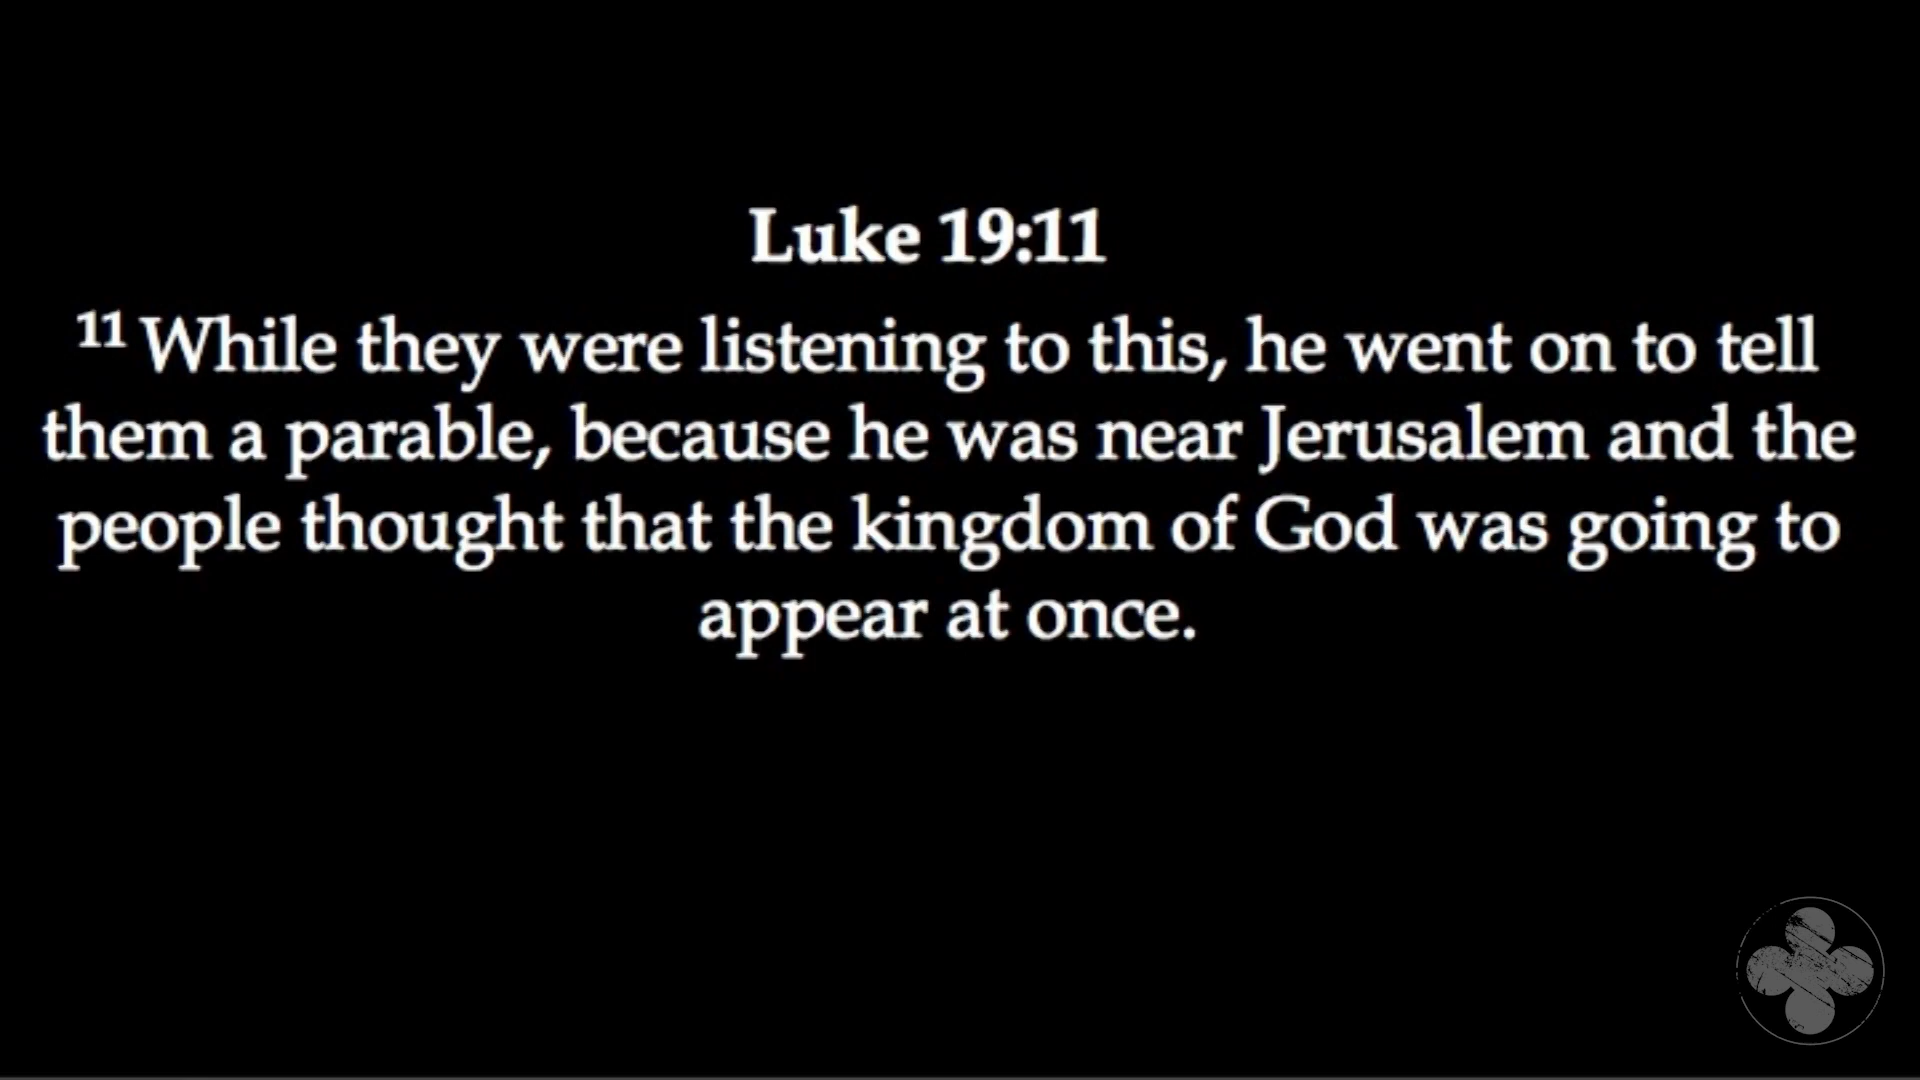 Luke 19:11
11 While they were listening to this, he went on to tell
them a parable, because he was near Jerusalem and the
people thought that the kingdom of God was going to
appear at once.